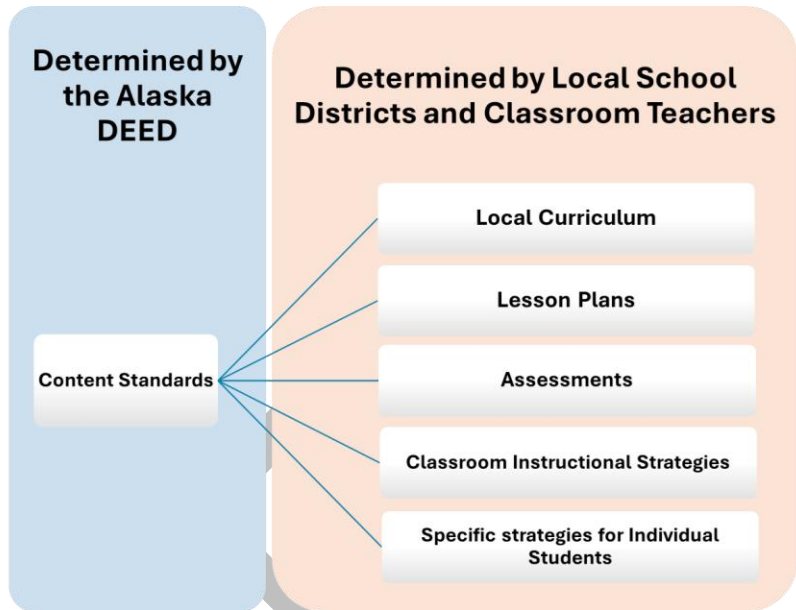 Determined by
the Alaska
DEED
Determined by Local School
Districts and Classroom Teachers
Content Standards
Local Curriculum
Lesson Plans
Assessments
Classroom Instructional Strategies
Specific strategies for Individual
Students